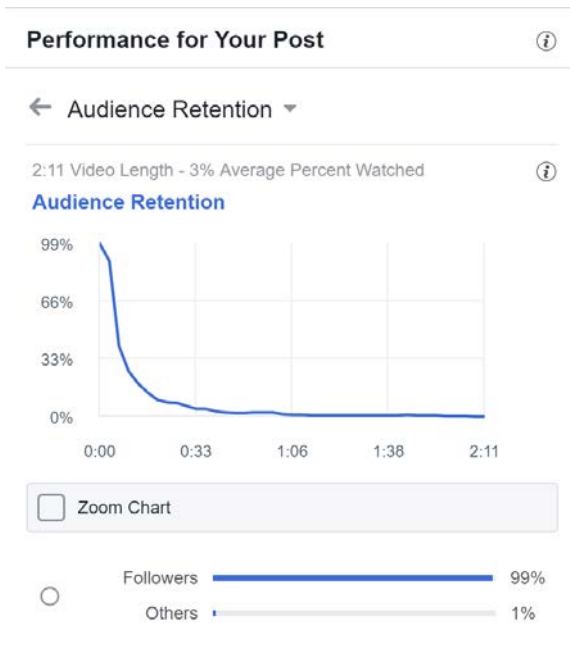 Performance for Your Post
Audience Retention
2:11 Video Length - 3% Average Percent Watched
Audience Retention
99%
66%
33%
0%
0:00 0:33 1:06 1:38 2:11
Zoom Chart
Followers 99%
Others 1%